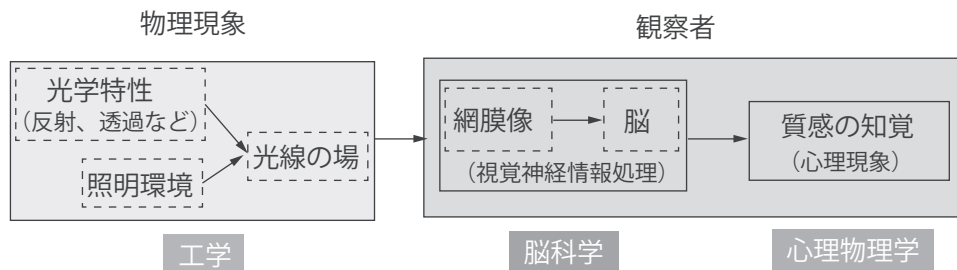 物理現象
観察者
光学特性
（反射、透過など）
照明環境
光線の場
網膜像
脳
（視覚神経情報処理）
質感の知覚
（心理現象）
工学
脳科学
心理物理学